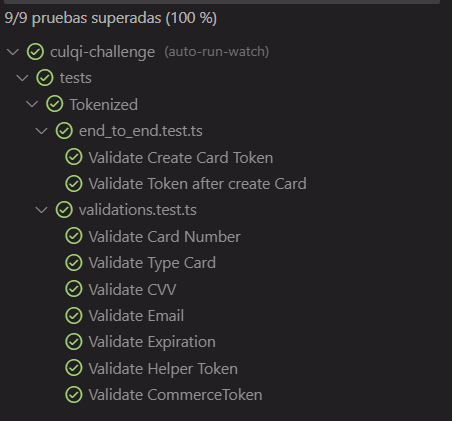 9/9 pruebas superadas (100 %)
culqi-challenge (auto-run-watch)
tests
Tokenized
end_to_end.test.ts
Validate Create Card Token
Validate Token after create Card
validations.test.ts
Validate Card Number
Validate Type Card
Validate CVV
Validate Email
Validate Expiration
Validate Helper Token
Validate CommerceToken